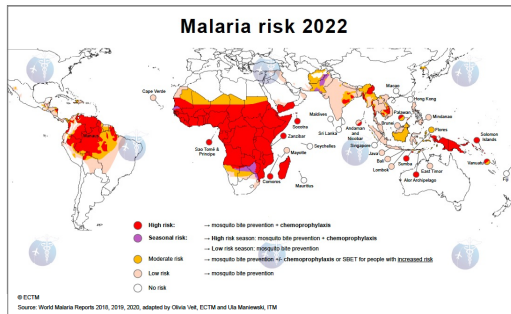 Malaria risk 2022
Cape Verde
Macao
Hong Kong
Palawan
Mindanao
Maldives
Sri Lanka
Andaman and
Nicobar
Socotra
Zanzibar
Seychelles
Singapore
Flores
Solomon
Islands
Sao Tomé &
Principe
Mayotte
Java
Bali
Lombok
Sumba
East Timor
Vanuatu
Fiji
Comoros
Mauritius
Alor Archipelago
High risk: → mosquito bite prevention + chemoprophylaxis
Seasonal risk: → High risk season: mosquito bite prevention + chemoprophylaxis
→ Low risk season: mosquito bite prevention
Moderate risk → mosquito bite prevention +/- chemoprophylaxis or SBET for people with increased risk
Low risk → mosquito bite prevention
No risk
© ECTM
Source: World Malaria Reports 2018, 2019, 2020, adapted by Olivia Veit, ECTM and Ula Maniewski, ITM